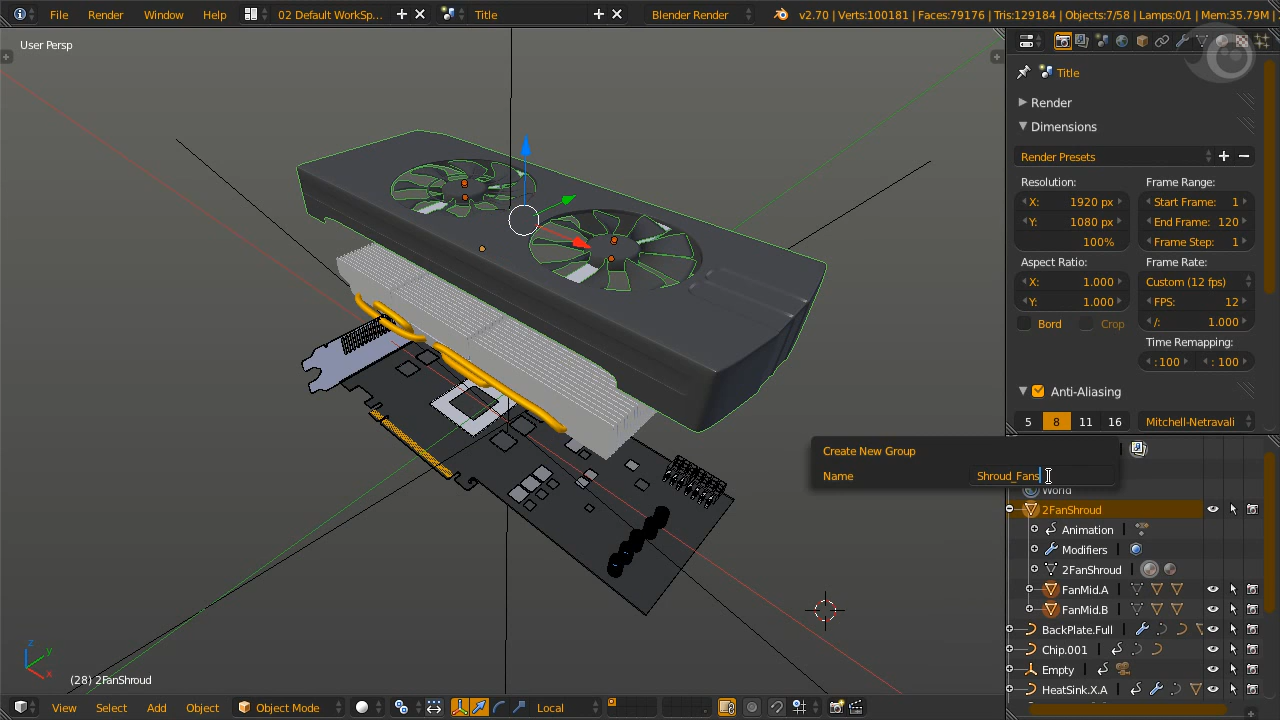 File Render Window Help 02 Default WorkSp... Title Blender Render v2.70 | Verts:100181 | Faces:79176 | Tris:129184 | Objects:7/58 | Lamps:0/1 | Mem:35.79M |
User Persp
Title
Render
Dimensions
Render Presets
Resolution: Frame Range:
X: 1920 px Start Frame: 1
Y: 1080 px End Frame: 120
100% Frame Step: 1
Aspect Ratio: Frame Rate:
X: 1.000 Custom (12 fps)
Y: 1.000 FPS: 12
Bord Crop /: 1.000
Time Remapping:
:100 : 100
Anti-Aliasing
5 8 11 16 Mitchell-Netravali
Create New Group
Name Shroud_Fans
World
2FanShroud
Animation
Modifiers
2FanShroud
FanMid.A
FanMid.B
BackPlate.Full
Chip.001
Empty
HeatSink.X.A
z
y
x
(28) 2FanShroud
View Select Add Object Object Mode Local